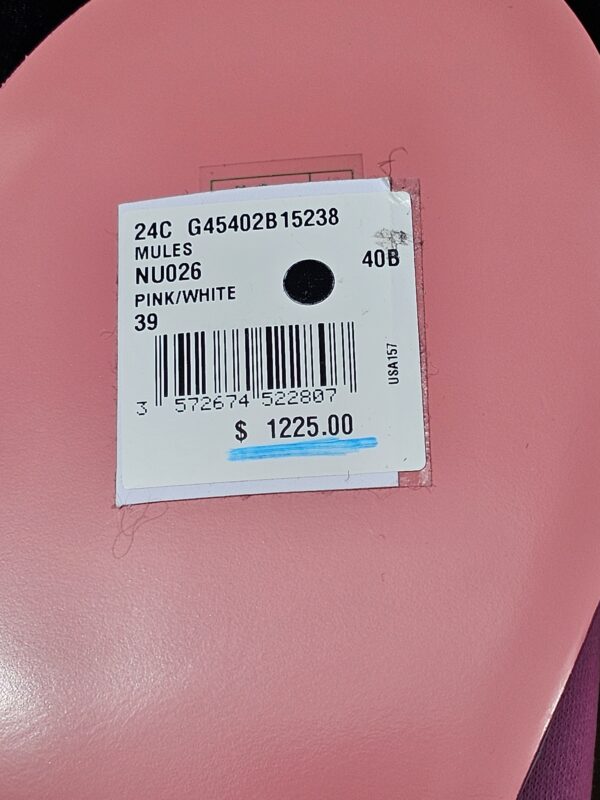 24C G45402B15238
MULES
NU026
40B
PINK/WHITE
39
USA157
3 572674 522807
$ 1225.00